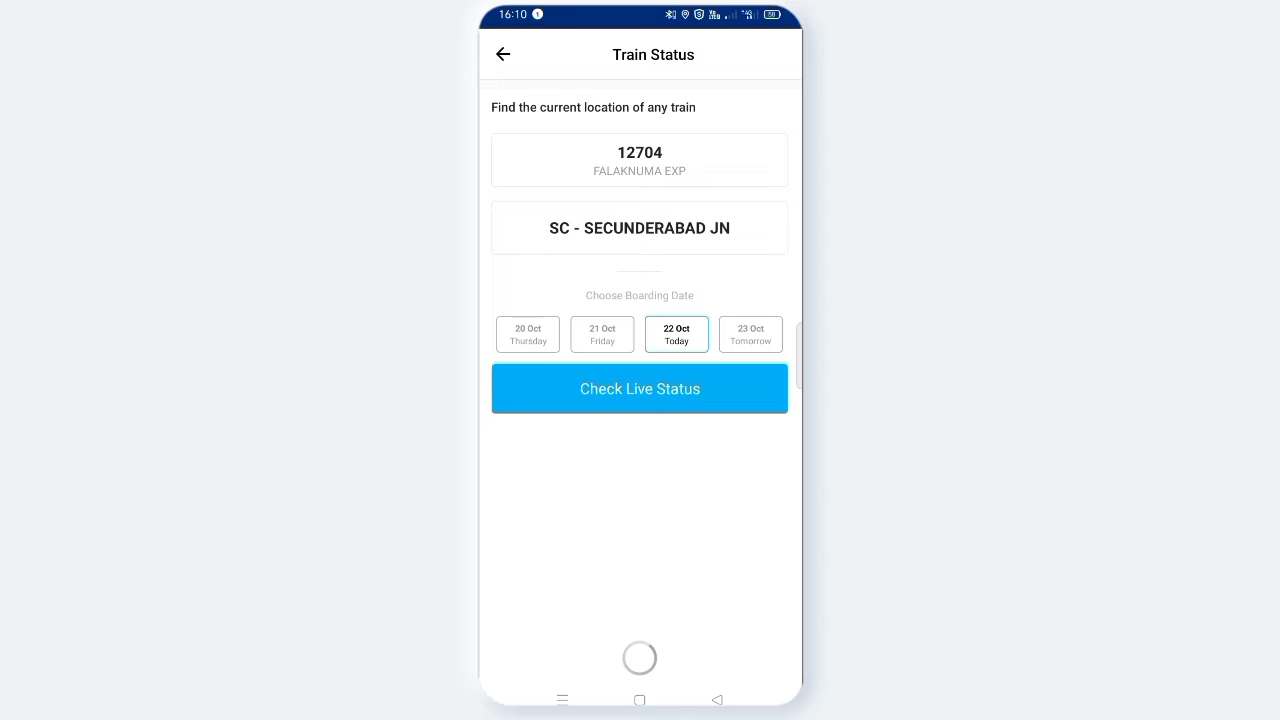 16:10
Train Status
Find the current location of any train
12704
FALAKNUMA EXP
SC - SECUNDERABAD JN
Choose Boarding Date
20 Oct 21 Oct 22 Oct 23 Oct
Thursday Friday Today Tomorrow
Check Live Status